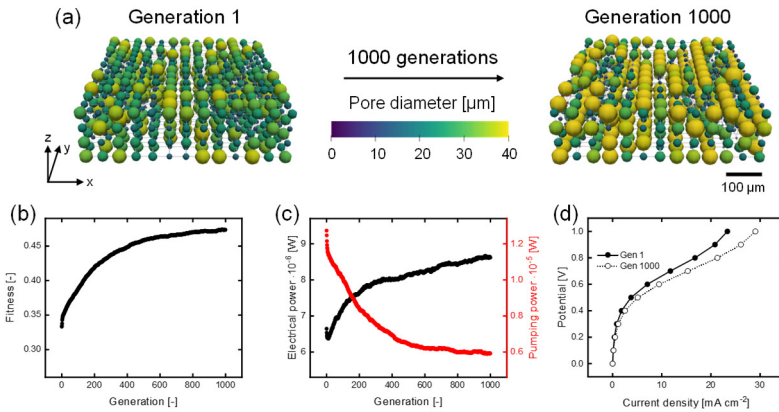 (a)
Generation 1
Generation 1000
1000 generations
Pore diameter [µm]
0 10 20 30 40
z
y
x
100 µm
(b)
Fitness [-]
0.45
0.40
0.35
0.30
0 200 400 600 800 1000
Generation [-]
(c)
Electrical power·10⁻⁶ [W]
9
8
7
6
Pumping power·10⁻⁵ [W]
1.2
1.0
0.8
0.6
0 200 400 600 800 1000
Generation [-]
(d)
Potential [V]
1.0
0.8
0.6
0.4
0.2
0.0
Gen 1
Gen 1000
0 10 20 30
Current density [mA cm⁻²]